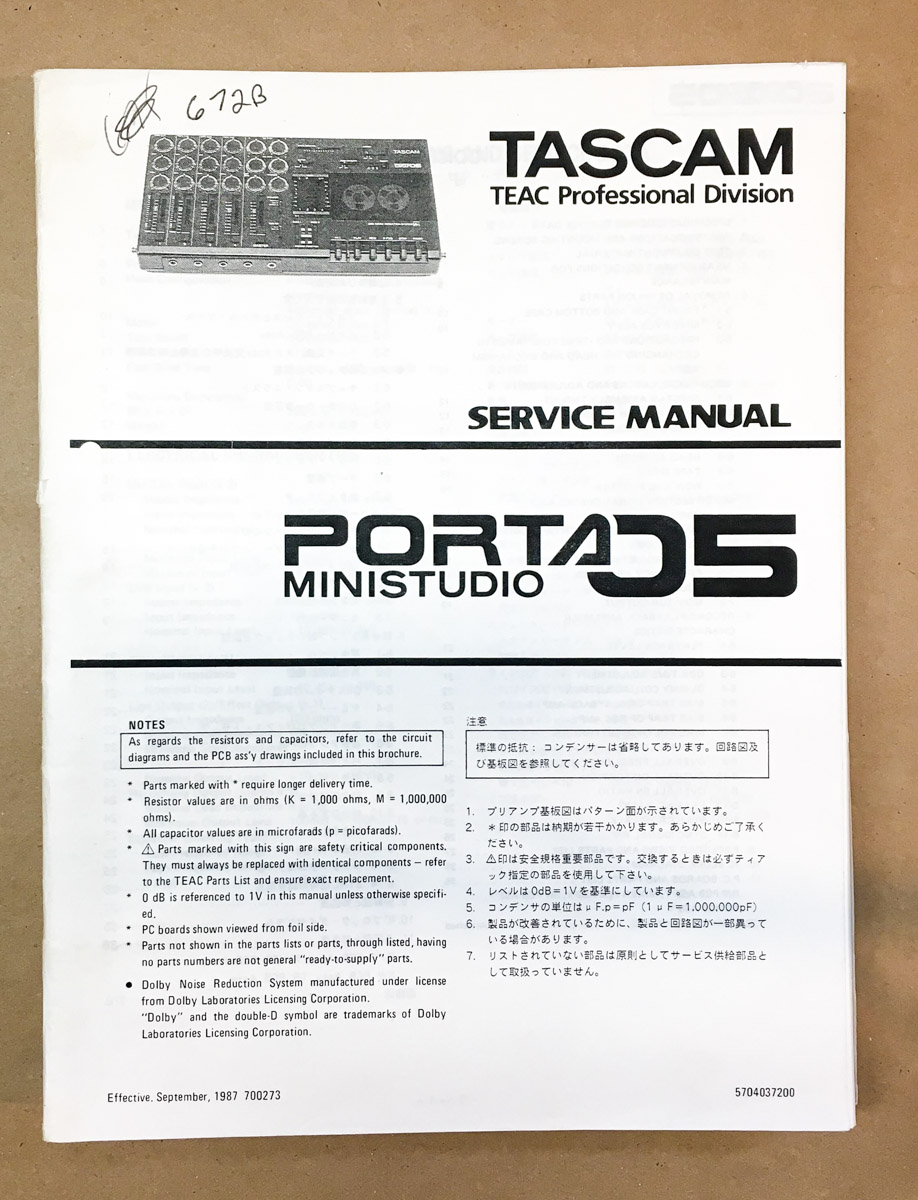 672B
TASCAM
TEAC Professional Division
TASCAM
SERVICE MANUAL
PORTA 05
MINISTUDIO
NOTES
As regards the resistors and capacitors, refer to the circuit
diagrams and the PCB ass'y drawings included in this brochure.
* Parts marked with * require longer delivery time.
* Resistor values are in ohms (K = 1,000 ohms, M = 1,000,000
ohms).
* All capacitor values are in microfarads (p = picofarads).
* ⚠ Parts marked with this sign are safety critical components.
They must always be replaced with identical components – refer
to the TEAC Parts List and ensure exact replacement.
* 0 dB is referenced to 1V in this manual unless otherwise specifi-
ed.
* PC boards shown viewed from foil side.
* Parts not shown in the parts lists or parts, through listed, having
no parts numbers are not general "ready-to-supply" parts.
● Dolby Noise Reduction System manufactured under license
from Dolby Laboratories Licensing Corporation.
"Dolby" and the double-D symbol are trademarks of Dolby
Laboratories Licensing Corporation.
注意
標準の抵抗：コンデンサーは省略してあります。回路図及
び基板図を参照してください。
1. プリアンプ基板図はパターン面が示されています。
2. ＊印の部品は納期が若干かかります。あらかじめご了承く
ださい。
3. ⚠印は安全規格重要部品です。交換するときは必ずティア
ック指定の部品を使用して下さい。
4. レベルは0dB＝1Vを基準にしています。
5. コンデンサの単位はμF.p＝pF（1μF＝1,000,000pF）
6. 製品が改善されているために、製品と回路図が一部異って
いる場合があります。
7. リストされていない部品は原則としてサービス供給部品と
して取扱っていません。
Effective. September, 1987 700273
5704037200